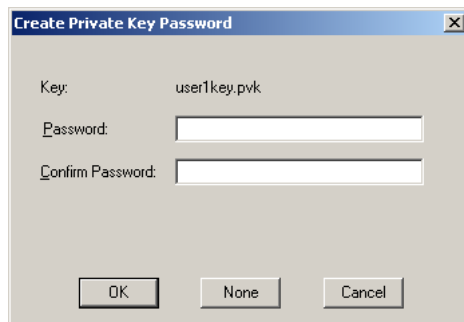 Create Private Key Password
Key: user1key.pvk
Password:
Confirm Password:
OK None Cancel